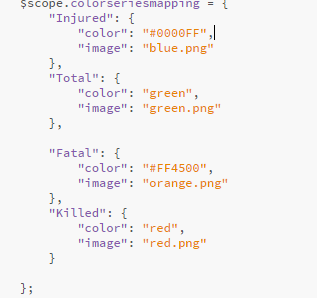 $scope.colorseriesmapping = {
"Injured": {
"color": "#0000FF",
"image": "blue.png"
},
"Total": {
"color": "green",
"image": "green.png"
},
"Fatal": {
"color": "#FF4500",
"image": "orange.png"
},
"Killed": {
"color": "red",
"image": "red.png"
}
};